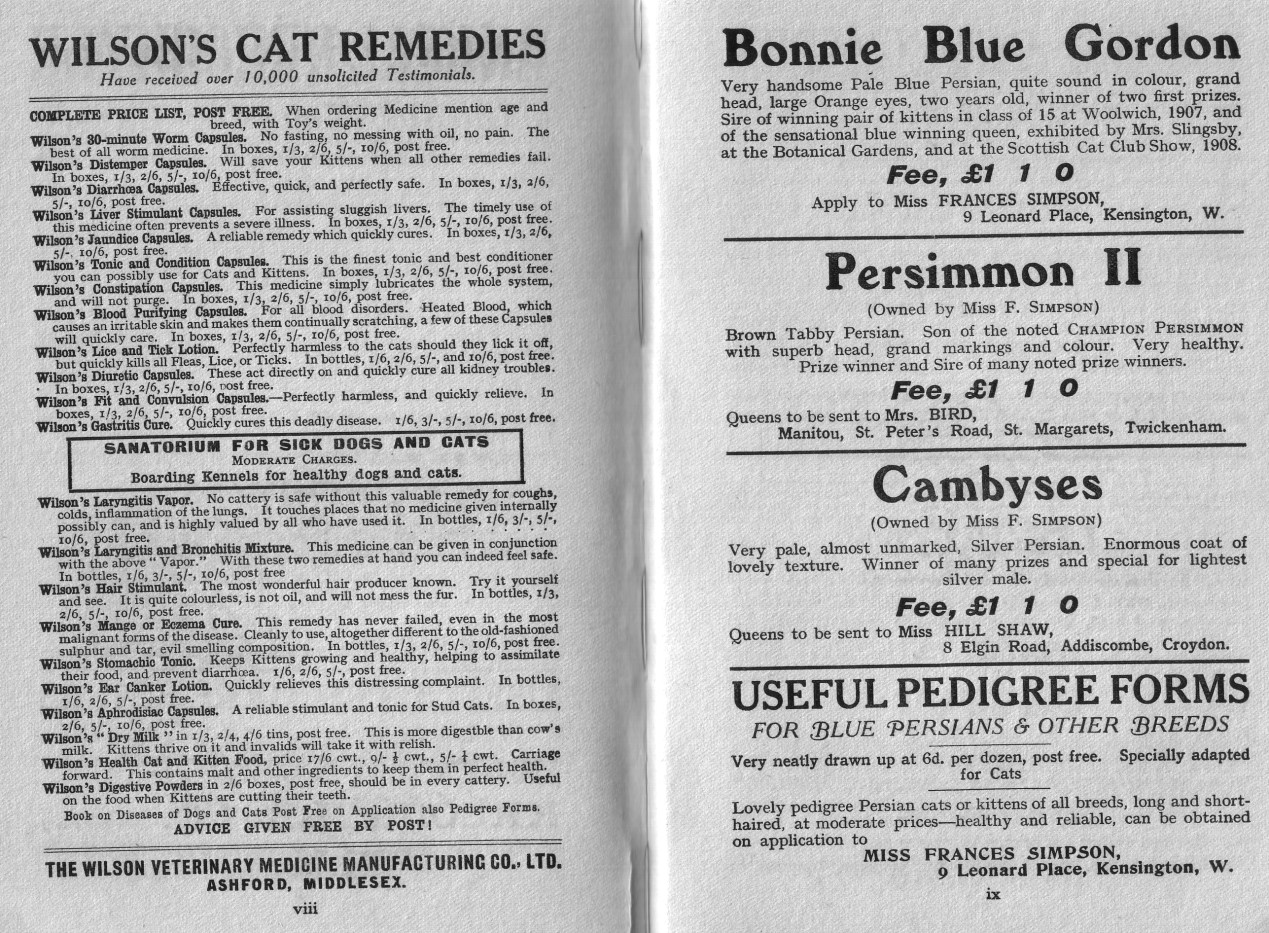 WILSON'S CAT REMEDIES
Have received over 10,000 unsolicited Testimonials.
COMPLETE PRICE LIST, POST FREE. When ordering Medicine mention age and
breed, with Toy's weight.
Wilson's 30-minute Worm Capsules. No fasting, no messing with oil, no pain. The
best of all worm medicine. In boxes, 1/3, 2/6, 5/-, 10/6, post free.
Wilson's Distemper Capsules. Will save your Kittens when all other remedies fail.
In boxes, 1/3, 2/6, 5/-, 10/6, post free.
Wilson's Diarrhœa Capsules. Effective, quick, and perfectly safe. In boxes, 1/3, 2/6,
5/-, 10/6, post free.
Wilson's Liver Stimulant Capsules. For assisting sluggish livers. The timely use of
this medicine often prevents a severe illness. In boxes, 1/3, 2/6, 5/-, 10/6, post free.
Wilson's Jaundice Capsules. A reliable remedy which quickly cures. In boxes, 1/3, 2/6,
5/-, 10/6, post free.
Wilson's Tonic and Condition Capsules. This is the finest tonic and best conditioner
you can possibly use for Cats and Kittens. In boxes, 1/3, 2/6, 5/-, 10/6, post free.
Wilson's Constipation Capsules. This medicine simply lubricates the whole system,
and will not purge. In boxes, 1/3, 2/6, 5/-, 10/6, post free.
Wilson's Blood Purifying Capsules. For all blood disorders. Heated Blood, which
causes an irritable skin and makes them continually scratching, a few of these Capsules
will quickly care. In boxes, 1/3, 2/6, 5/-, 10/6, post free.
Wilson's Lice and Tick Lotion. Perfectly harmless to the cats should they lick it off,
but quickly kills all Fleas, Lice, or Ticks. In bottles, 1/6, 2/6, 5/-, and 10/6, post free.
Wilson's Diuretic Capsules. These act directly on and quickly cure all kidney troubles.
In boxes, 1/3, 2/6, 5/-, 10/6, post free.
Wilson's Fit and Convulsion Capsules.—Perfectly harmless, and quickly relieve. In
boxes, 1/3, 2/6, 5/-, 10/6, post free.
Wilson's Gastritis Cure. Quickly cures this deadly disease. 1/6, 3/-, 5/-, 10/6, post free.
SANATORIUM FOR SICK DOGS AND CATS
MODERATE CHARGES.
Boarding Kennels for healthy dogs and cats.
Wilson's Laryngitis Vapor. No cattery is safe without this valuable remedy for coughs,
colds, inflammation of the lungs. It touches places that no medicine given internally
possibly can, and is highly valued by all who have used it. In bottles, 1/6, 3/-, 5/-,
10/6, post free.
Wilson's Laryngitis and Bronchitis Mixture. This medicine can be given in conjunction
with the above "Vapor." With these two remedies at hand you can indeed feel safe.
In bottles, 1/6, 3/-, 5/-, 10/6, post free
Wilson's Hair Stimulant. The most wonderful hair producer known. Try it yourself
and see. It is quite colourless, is not oil, and will not mess the fur. In bottles, 1/3,
2/6, 5/-, 10/6, post free.
Wilson's Mange or Eczema Cure. This remedy has never failed, even in the most
malignant forms of the disease. Cleanly to use, altogether different to the old-fashioned
sulphur and tar, evil smelling composition. In bottles, 1/3, 2/6, 5/-, 10/6, post free.
Wilson's Stomachic Tonic. Keeps Kittens growing and healthy, helping to assimilate
their food, and prevent diarrhœa. 1/6, 2/6, 5/-, 10/6, post free.
Wilson's Ear Canker Lotion. Quickly relieves this distressing complaint. In bottles,
1/6, 2/6, 5/-, post free.
Wilson's Aphrodisiac Capsules. A reliable stimulant and tonic for Stud Cats. In boxes,
2/6, 5/-, 10/6, post free.
Wilson's "Dry Milk" in 1/3, 2/4, 4/6 tins, post free. This is more digestble than cow's
milk. Kittens thrive on it and invalids will take it with relish.
Wilson's Health Cat and Kitten Food, price 17/6 cwt., 9/- ½ cwt., 5/- ¼ cwt. Carriage
forward. This contains malt and other ingredients to keep them in perfect health.
Wilson's Digestive Powders in 2/6 boxes, post free, should be in every cattery. Useful
on the food when Kittens are cutting their teeth.
Book on Diseases of Dogs and Cats Post Free on Application also Pedigree Forms.
ADVICE GIVEN FREE BY POST!
THE WILSON VETERINARY MEDICINE MANUFACTURING CO., LTD.
ASHFORD, MIDDLESEX.
viii
Bonnie Blue Gordon
Very handsome Pale Blue Persian, quite sound in colour, grand
head, large Orange eyes, two years old, winner of two first prizes.
Sire of winning pair of kittens in class of 15 at Woolwich, 1907, and
of the sensational blue winning queen, exhibited by Mrs. Slingsby,
at the Botanical Gardens, and at the Scottish Cat Club Show, 1908.
Fee, £1 1 0
Apply to Miss FRANCES SIMPSON,
9 Leonard Place, Kensington, W.
Persimmon II
(Owned by Miss F. SIMPSON)
Brown Tabby Persian. Son of the noted CHAMPION PERSIMMON
with superb head, grand markings and colour. Very healthy.
Prize winner and Sire of many noted prize winners.
Fee, £1 1 0
Queens to be sent to Mrs. BIRD,
Manitou, St. Peter's Road, St. Margarets, Twickenham.
Cambyses
(Owned by Miss F. SIMPSON)
Very pale, almost unmarked, Silver Persian. Enormous coat of
lovely texture. Winner of many prizes and special for lightest
silver male.
Fee, £1 1 0
Queens to be sent to Miss HILL SHAW,
8 Elgin Road, Addiscombe, Croydon.
USEFUL PEDIGREE FORMS
FOR BLUE PERSIANS & OTHER BREEDS
Very neatly drawn up at 6d. per dozen, post free. Specially adapted
for Cats
Lovely pedigree Persian cats or kittens of all breeds, long and short-
haired, at moderate prices—healthy and reliable, can be obtained
on application to
MISS FRANCES SIMPSON,
9 Leonard Place, Kensington, W.
ix